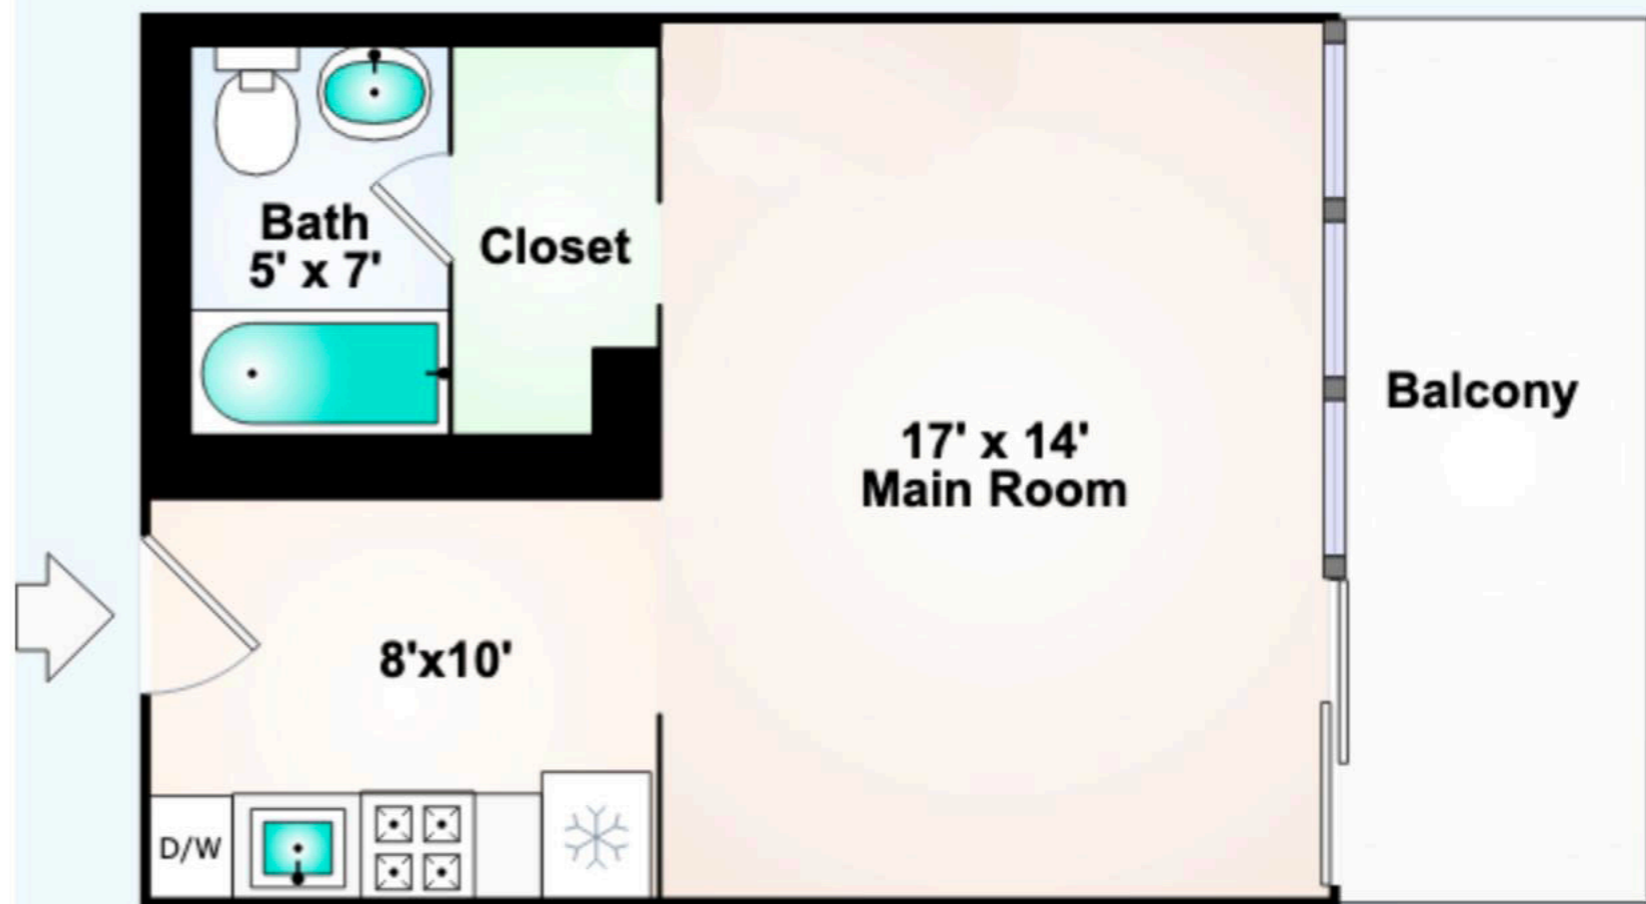 Bath
5' x 7'
Closet
17' x 14'
Main Room
Balcony
8'x10'
D/W